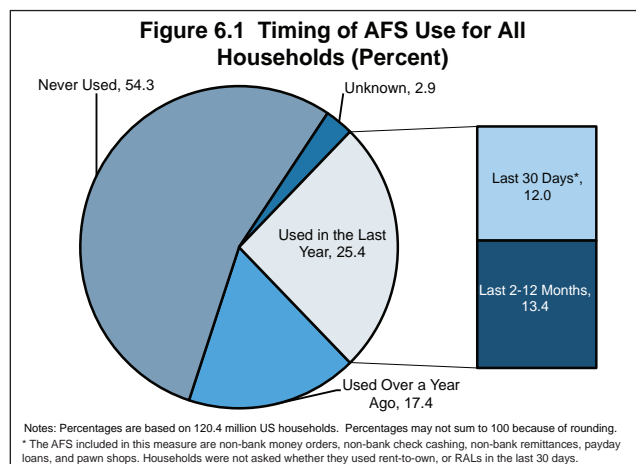 Figure 6.1  Timing of AFS Use for All
Households (Percent)
Never Used, 54.3
Unknown, 2.9
Last 30 Days*,
12.0
Used in the Last
Year, 25.4
Last 2-12 Months,
13.4
Used Over a Year
Ago, 17.4
Notes: Percentages are based on 120.4 million US households.  Percentages may not sum to 100 because of rounding.
* The AFS included in this measure are non-bank money orders, non-bank check cashing, non-bank remittances, payday
loans, and pawn shops. Households were not asked whether they used rent-to-own, or RALs in the last 30 days.